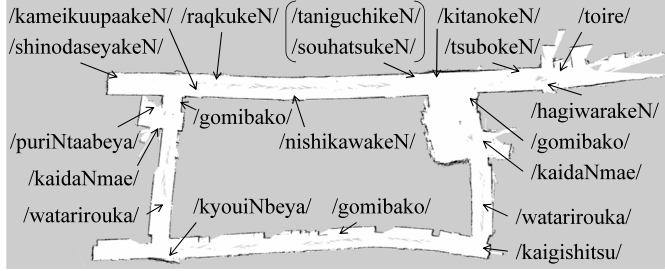 /kameikuupaakeN/ /raqkukeN/ /taniguchikeN/ /kitanokeN/ /toire/
/shinodaseyakeN/ /souhatsukeN/ /tsubokeN/
/gomibako/ /nishikawakeN/ /hagiwarakeN/
/puriNtaabeya/ /gomibako/
/kaidaNmae/ /kaidaNmae/
/watarirouka/ /kyouiNbeya/ /gomibako/ /watarirouka/
/kaigishitsu/